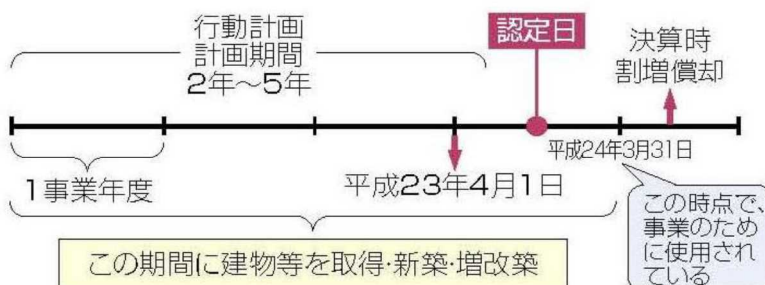 行動計画
計画期間
2年～5年
認定日
決算時
割増償却
平成24年3月31日
1事業年度
平成23年4月1日
この時点で、
事業のため
に使用され
ている
この期間に建物等を取得・新築・増改築